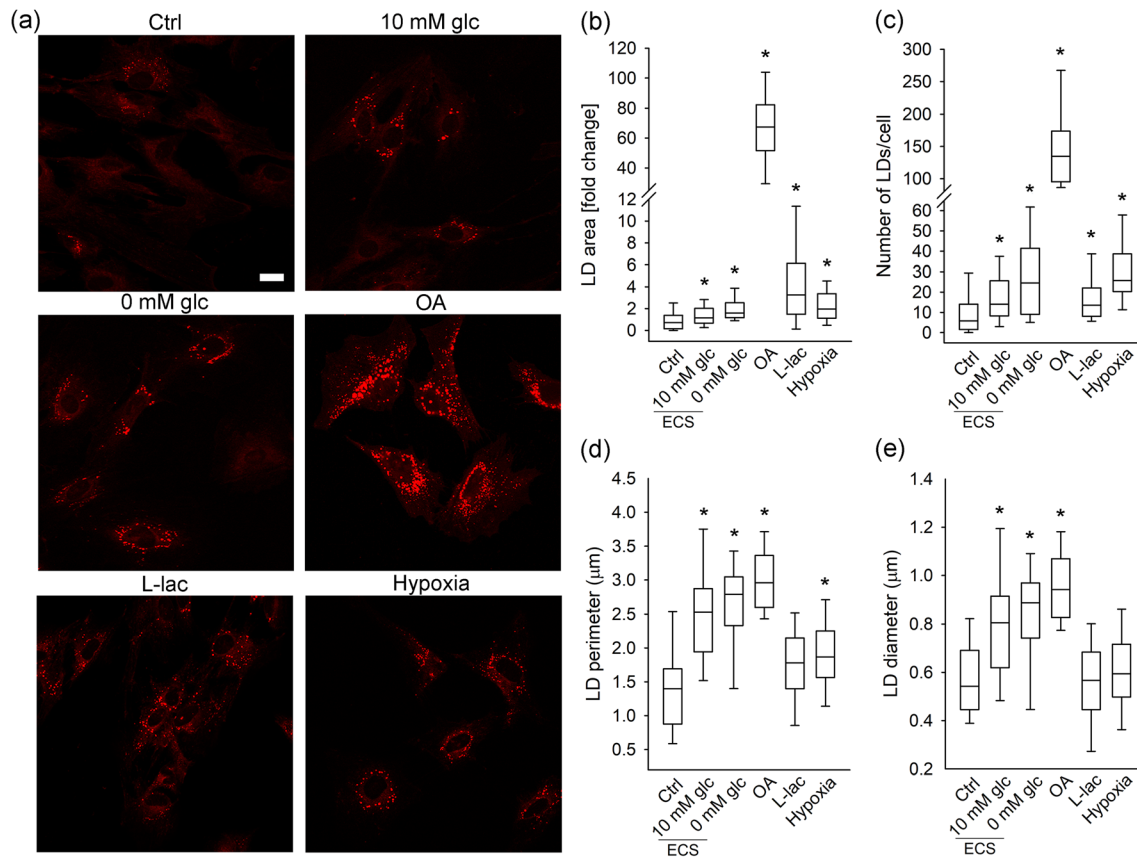 (a)
Ctrl
10 mM glc
0 mM glc
OA
L-lac
Hypoxia
(b)
LD area [fold change]
120
100
80
60
40
20
12
10
8
6
4
2
0
Ctrl
10 mM glc
0 mM glc
OA
L-lac
Hypoxia
ECS
* * * * *
(c)
Number of LDs/cell
300
250
200
150
100
50
60
50
40
30
20
10
0
Ctrl
10 mM glc
0 mM glc
OA
L-lac
Hypoxia
ECS
* * * * *
(d)
LD perimeter (μm)
4.5
4.0
3.5
3.0
2.5
2.0
1.5
1.0
0.5
Ctrl
10 mM glc
0 mM glc
OA
L-lac
Hypoxia
ECS
* * * *
(e)
LD diameter (μm)
1.4
1.2
1.0
0.8
0.6
0.4
0.2
Ctrl
10 mM glc
0 mM glc
OA
L-lac
Hypoxia
ECS
* * *